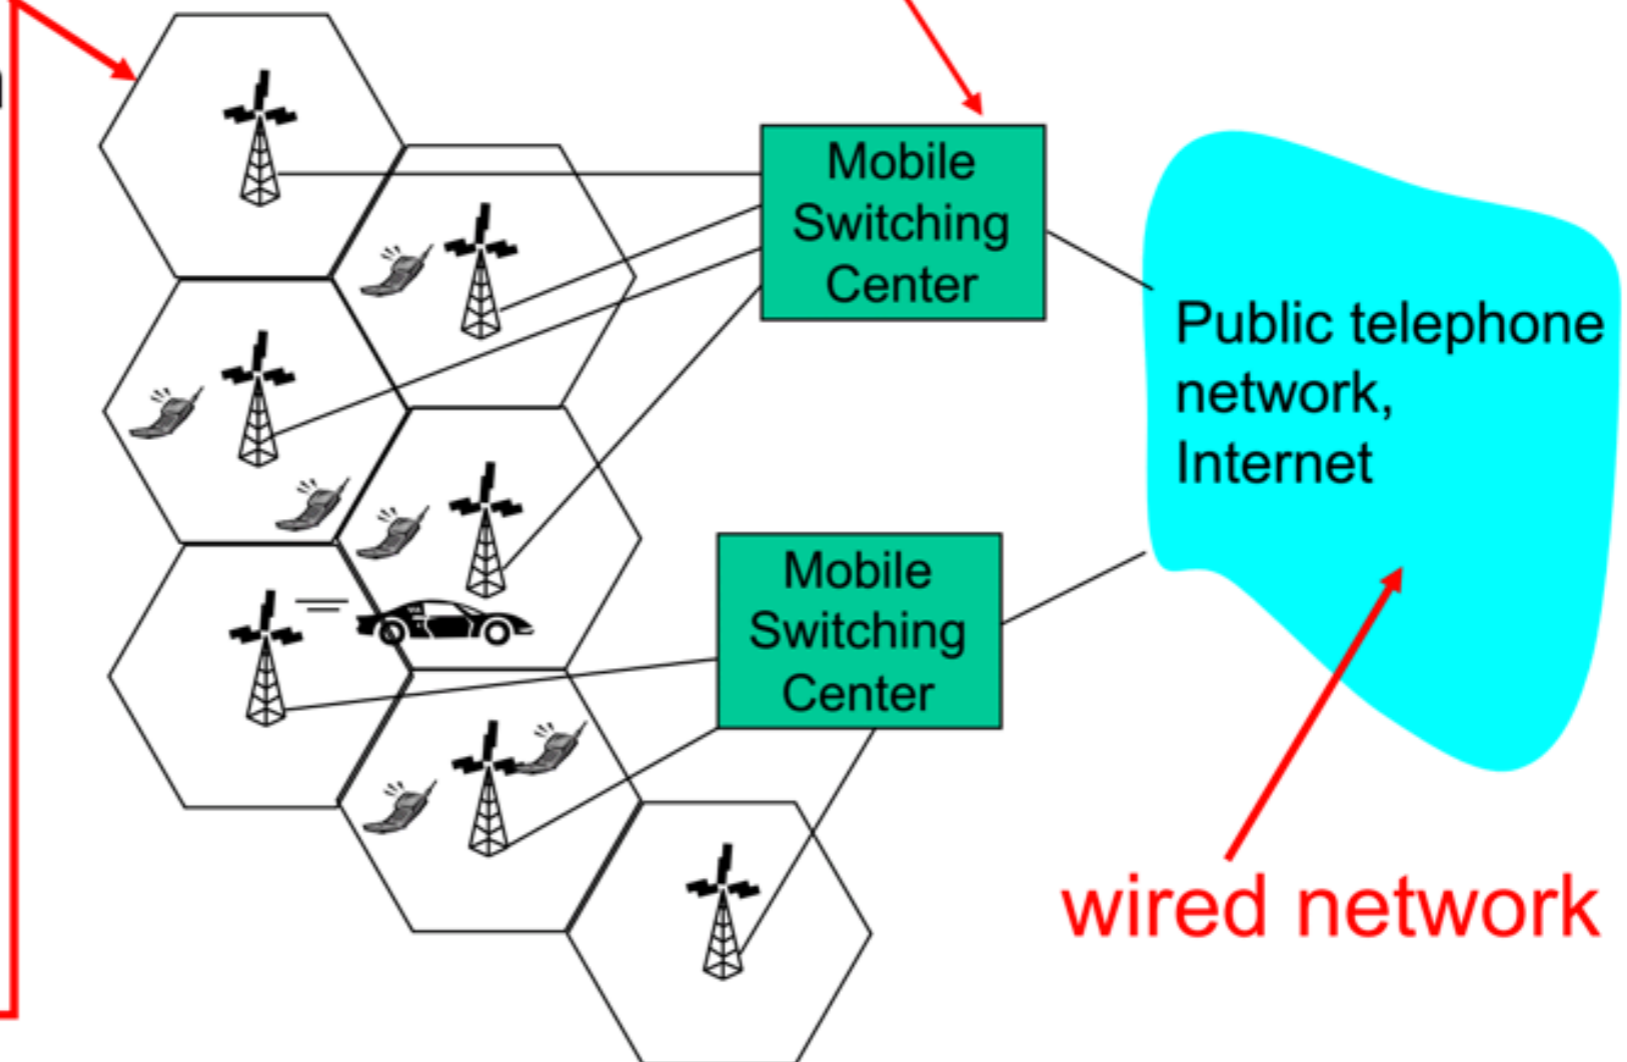 Mobile
Switching
Center
Public telephone
network,
Internet
Mobile
Switching
Center
wired network